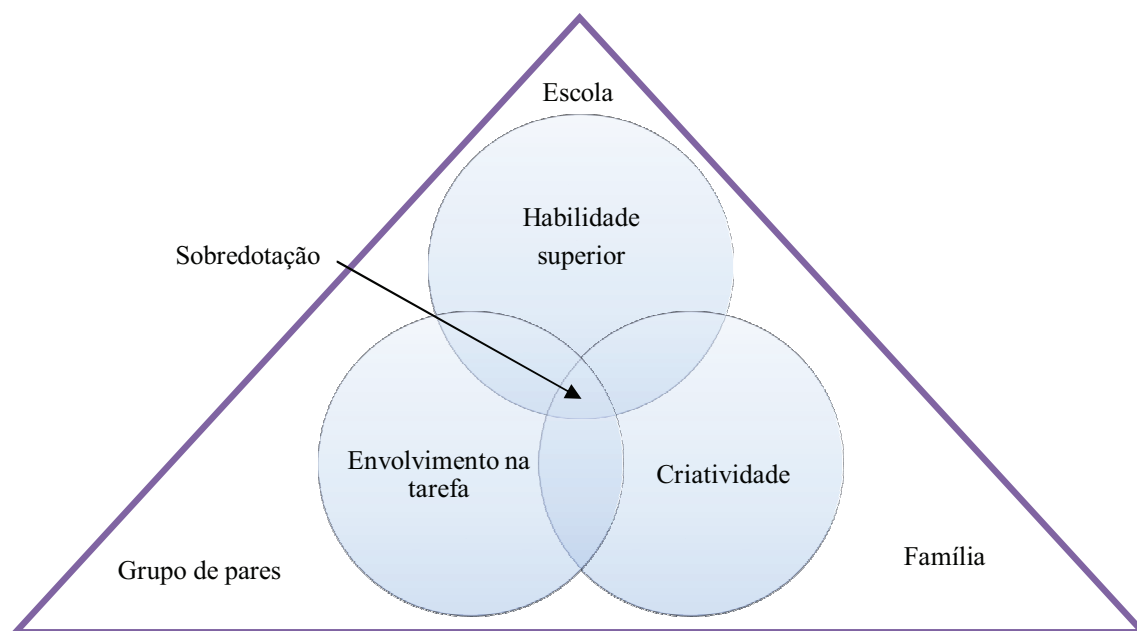 Escola
Habilidade
superior
Sobredotação
Envolvimento na
tarefa
Criatividade
Grupo de pares
Família